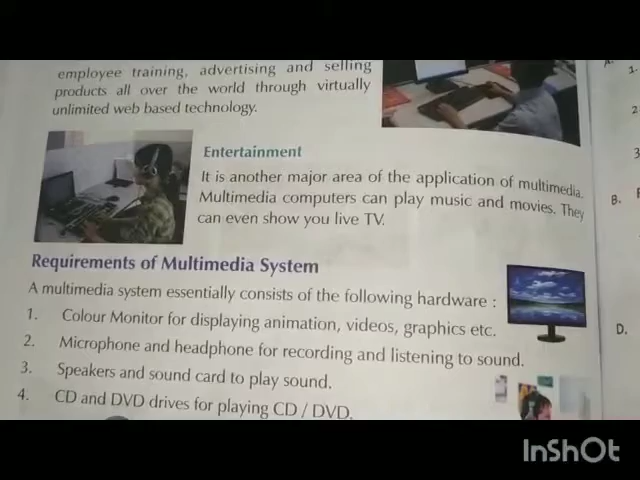 employee training, advertising and selling
products all over the world through virtually
unlimited web based technology.
Entertainment
It is another major area of the application of multimedia.
Multimedia computers can play music and movies. They
can even show you live TV.
Requirements of Multimedia System
A multimedia system essentially consists of the following hardware :
1. Colour Monitor for displaying animation, videos, graphics etc.
2. Microphone and headphone for recording and listening to sound.
3. Speakers and sound card to play sound.
4. CD and DVD drives for playing CD / DVD.
A.
1.
2
3
B.
D.
InShOt